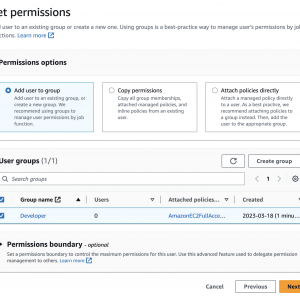 et permissions
d user to an existing group or create a new one. Using groups is a best-practice way to manage user's permissions by job
ctions. Learn more
Permissions options
Add user to group
Add user to an existing group, or create a new group. We recommend using groups to manage user permissions by job function.
Copy permissions
Copy all group memberships, attached managed policies, and inline policies from an existing user.
Attach policies directly
Attach a managed policy directly to a user. As a best practice, we recommend attaching policies to a group instead. Then, add the user to the appropriate group.
User groups (1/1)
Create group
Search groups
1
Group name
Users
Attached policies...
Created
Developer
0
AmazonEC2FullAcco...
2023-03-18 (1 minu...
Permissions boundary - optional
Set a permissions boundary to control the maximum permissions for this user. Use this advanced feature used to delegate permission
management to others. Learn more
Cancel
Previous
Next